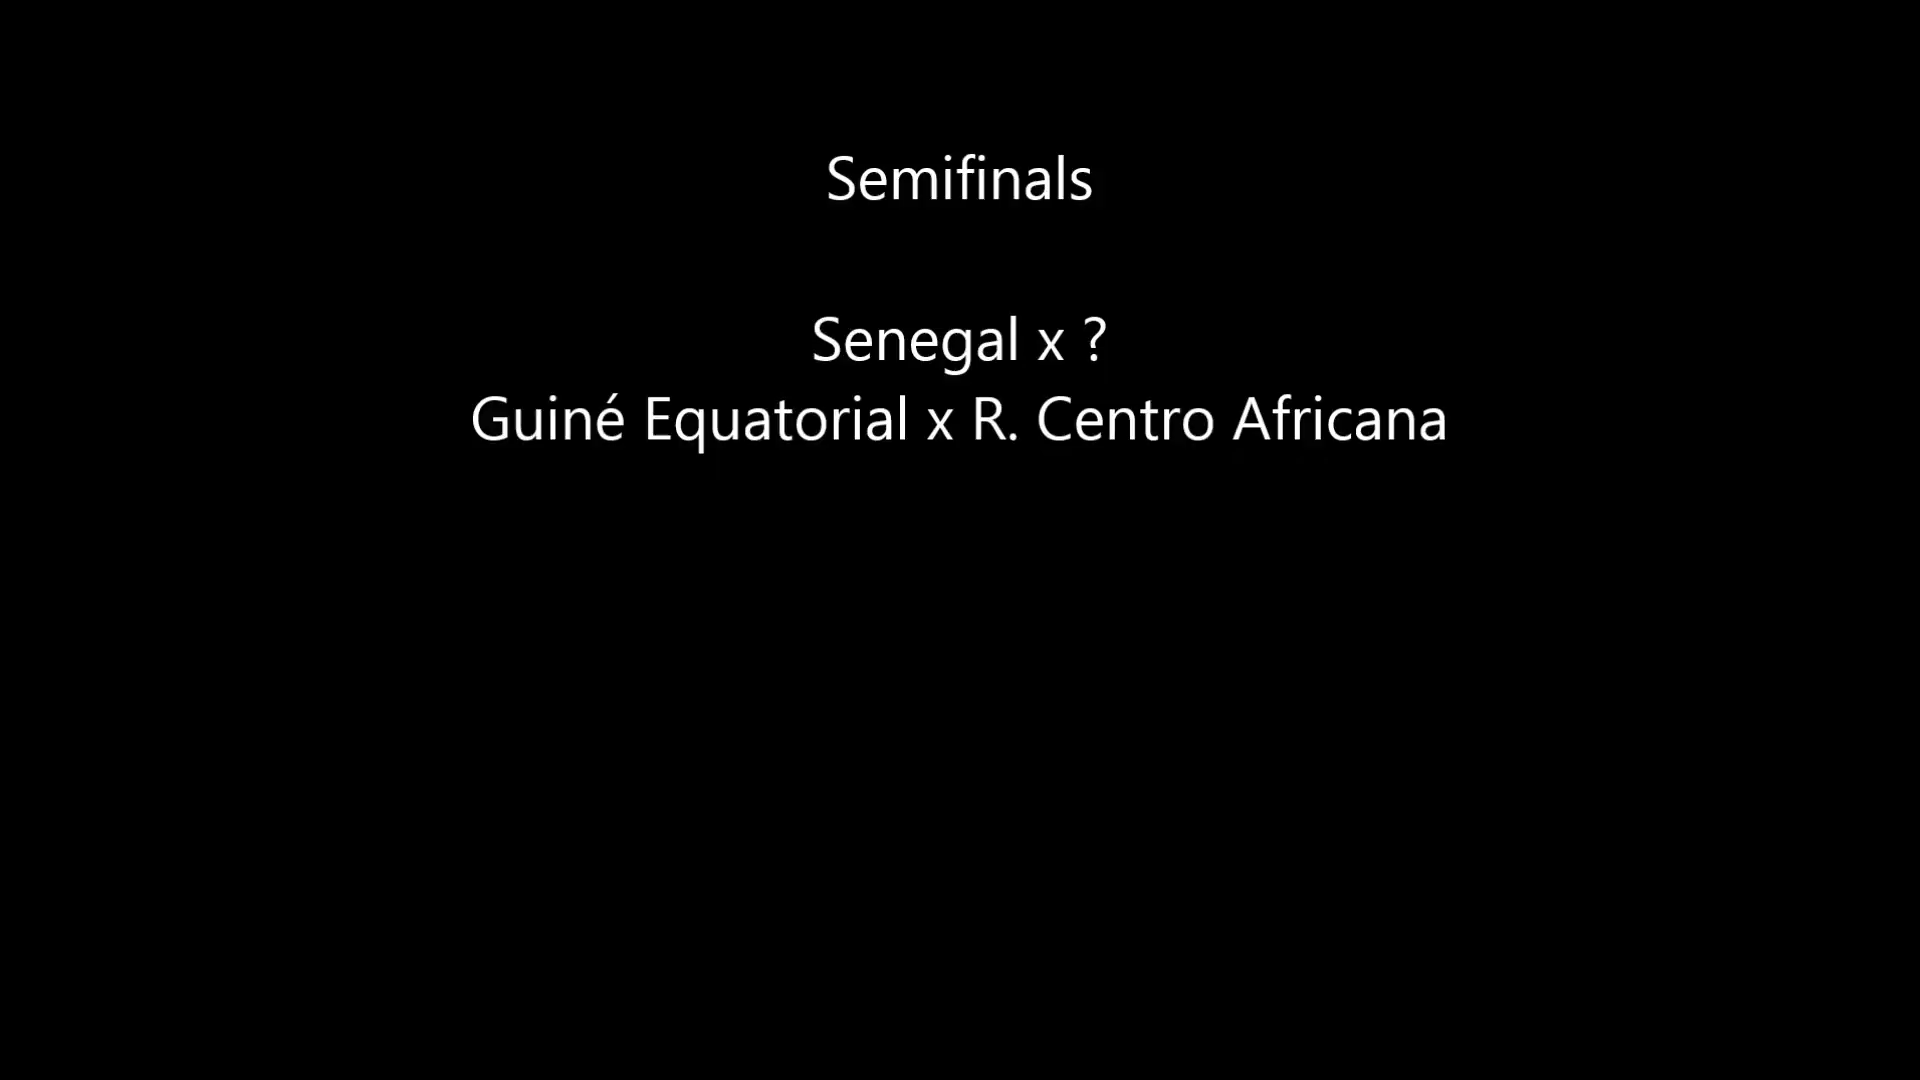 Semifinals
Senegal x ?
Guiné Equatorial x R. Centro Africana